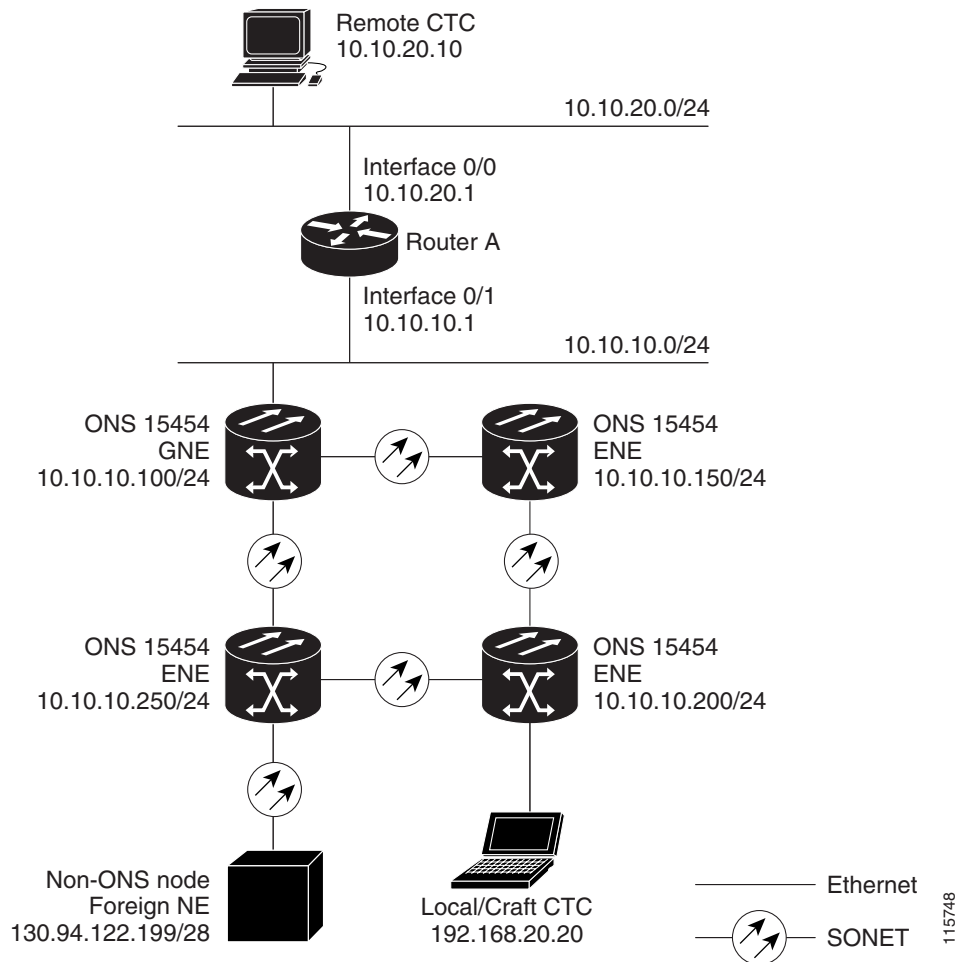 Remote CTC
10.10.20.10
10.10.20.0/24
Interface 0/0
10.10.20.1
Router A
Interface 0/1
10.10.10.1
10.10.10.0/24
ONS 15454
GNE
10.10.10.100/24
ONS 15454
ENE
10.10.10.150/24
ONS 15454
ENE
10.10.10.250/24
ONS 15454
ENE
10.10.10.200/24
Non-ONS node
Foreign NE
130.94.122.199/28
Local/Craft CTC
192.168.20.20
Ethernet
SONET
115748